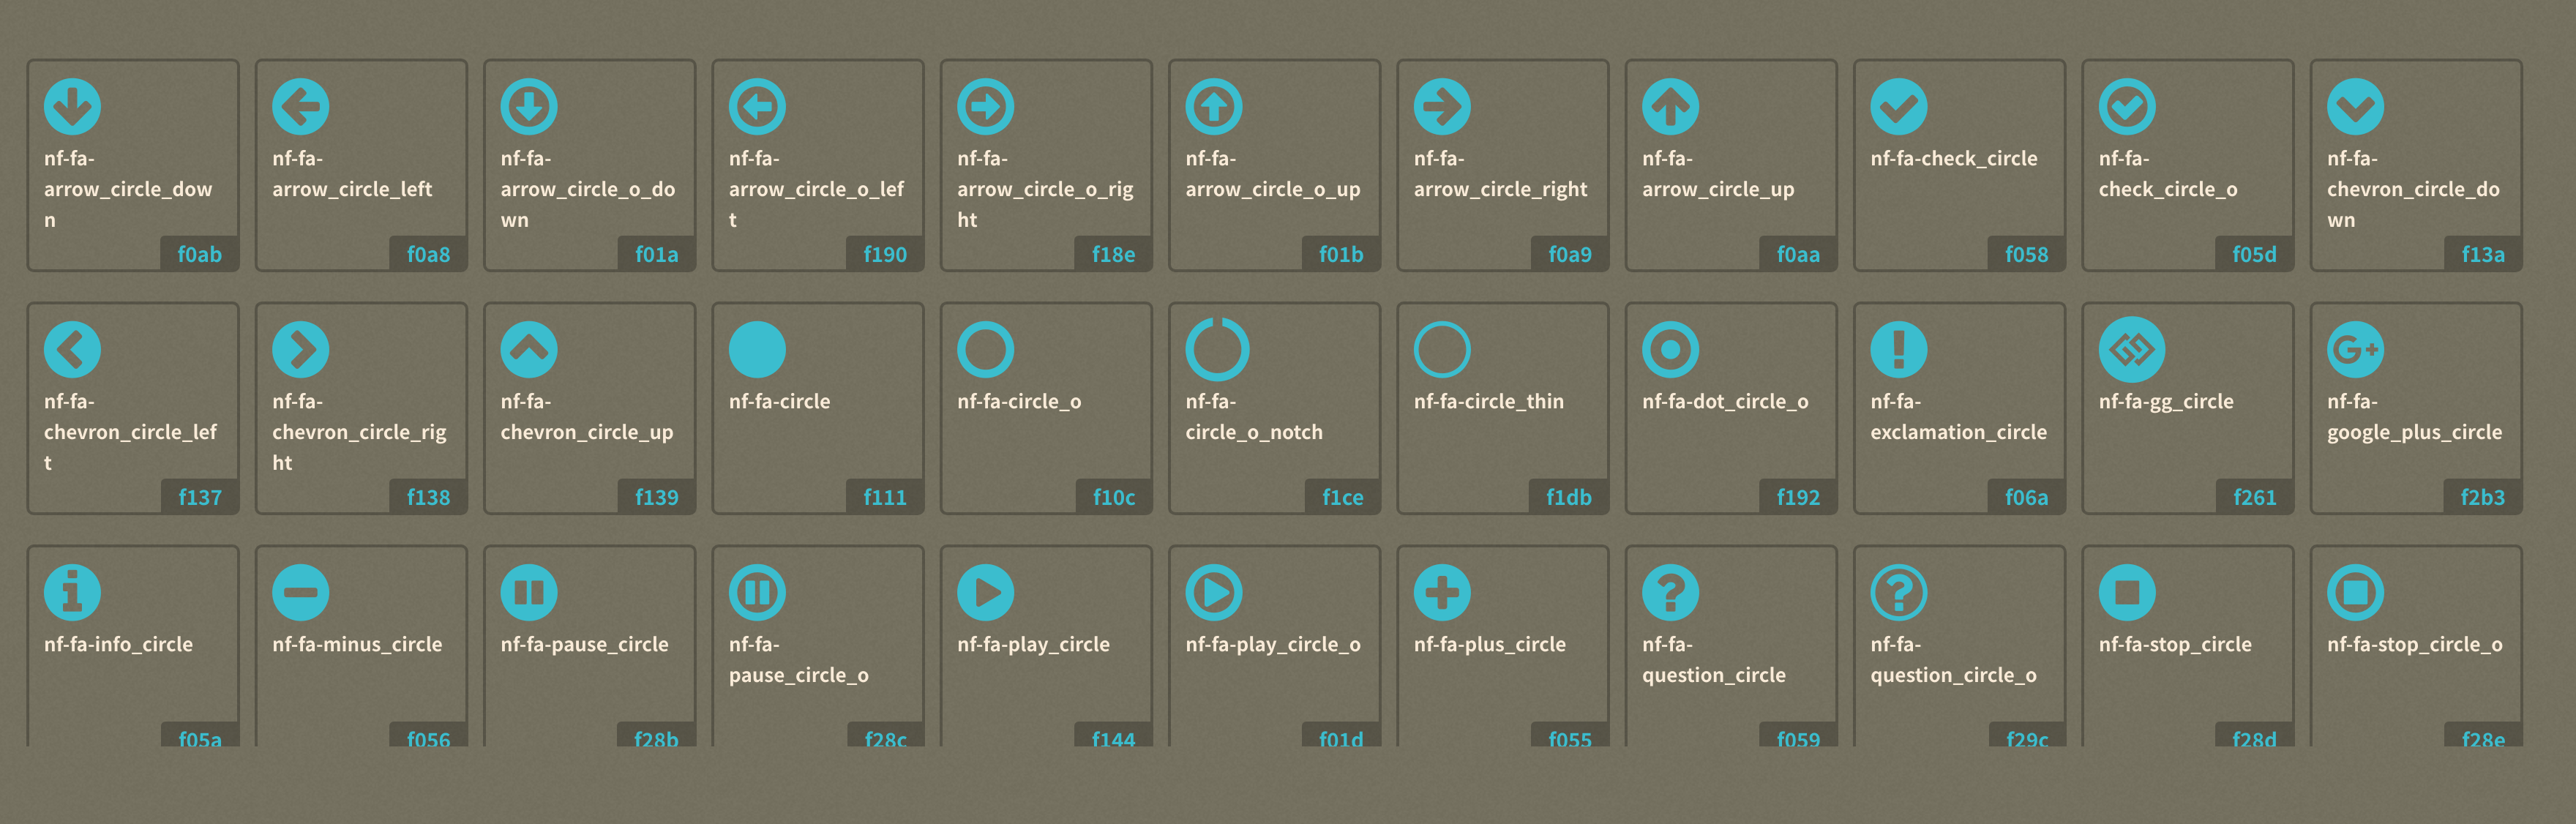 nf-fa-
arrow_circle_dow
n
f0ab
nf-fa-
arrow_circle_left
f0a8
nf-fa-
arrow_circle_o_do
wn
f01a
nf-fa-
arrow_circle_o_lef
t
f190
nf-fa-
arrow_circle_o_rig
ht
f18e
nf-fa-
arrow_circle_o_up
f01b
nf-fa-
arrow_circle_right
f0a9
nf-fa-
arrow_circle_up
f0aa
nf-fa-check_circle
f058
nf-fa-
check_circle_o
f05d
nf-fa-
chevron_circle_do
wn
f13a
nf-fa-
chevron_circle_lef
t
f137
nf-fa-
chevron_circle_rig
ht
f138
nf-fa-
chevron_circle_up
f139
nf-fa-circle
f111
nf-fa-circle_o
f10c
nf-fa-
circle_o_notch
f1ce
nf-fa-circle_thin
f1db
nf-fa-dot_circle_o
f192
nf-fa-
exclamation_circle
f06a
nf-fa-gg_circle
f261
G+
nf-fa-
google_plus_circle
f2b3
nf-fa-info_circle
f05a
nf-fa-minus_circle
f056
nf-fa-pause_circle
f28b
nf-fa-
pause_circle_o
f28c
nf-fa-play_circle
f144
nf-fa-play_circle_o
f01d
nf-fa-plus_circle
f055
nf-fa-
question_circle
f059
nf-fa-
question_circle_o
f29c
nf-fa-stop_circle
f28d
nf-fa-stop_circle_o
f28e